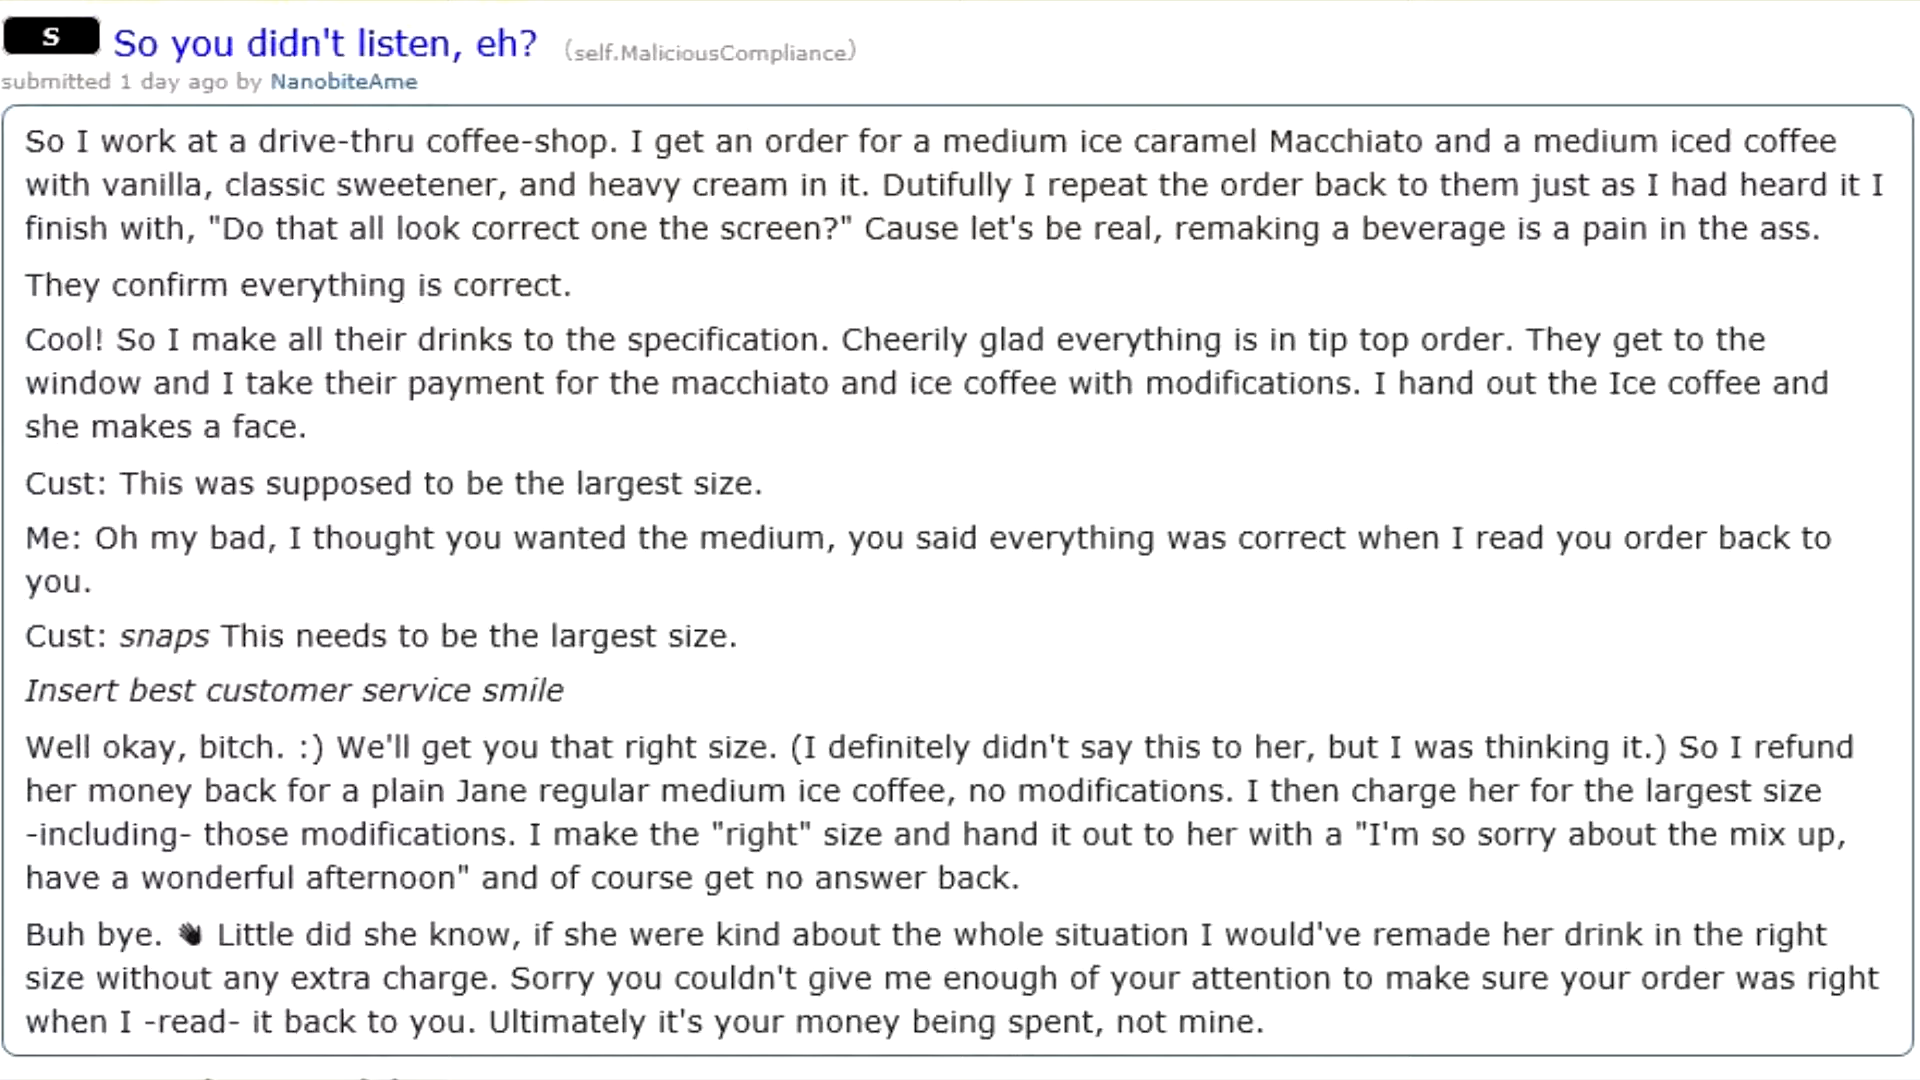 S So you didn't listen, eh? (self.MaliciousCompliance)
submitted 1 day ago by NanobiteAme
So I work at a drive-thru coffee-shop. I get an order for a medium ice caramel Macchiato and a medium iced coffee
with vanilla, classic sweetener, and heavy cream in it. Dutifully I repeat the order back to them just as I had heard it I
finish with, "Do that all look correct one the screen?" Cause let's be real, remaking a beverage is a pain in the ass.
They confirm everything is correct.
Cool! So I make all their drinks to the specification. Cheerily glad everything is in tip top order. They get to the
window and I take their payment for the macchiato and ice coffee with modifications. I hand out the Ice coffee and
she makes a face.
Cust: This was supposed to be the largest size.
Me: Oh my bad, I thought you wanted the medium, you said everything was correct when I read you order back to
you.
Cust: snaps This needs to be the largest size.
Insert best customer service smile
Well okay, bitch. :) We'll get you that right size. (I definitely didn't say this to her, but I was thinking it.) So I refund
her money back for a plain Jane regular medium ice coffee, no modifications. I then charge her for the largest size
-including- those modifications. I make the "right" size and hand it out to her with a "I'm so sorry about the mix up,
have a wonderful afternoon" and of course get no answer back.
Buh bye. 👋 Little did she know, if she were kind about the whole situation I would've remade her drink in the right
size without any extra charge. Sorry you couldn't give me enough of your attention to make sure your order was right
when I -read- it back to you. Ultimately it's your money being spent, not mine.